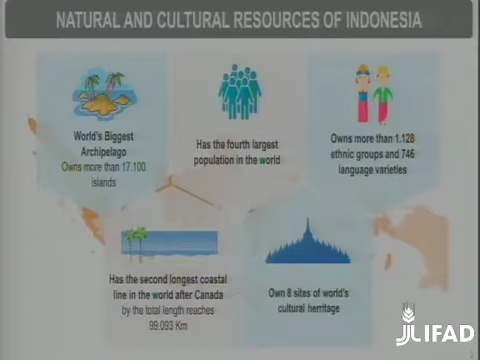 NATURAL AND CULTURAL RESOURCES OF INDONESIA
World's Biggest
Archipelago
Owns more than 17.100
islands
Has the fourth largest
population in the world
Owns more than 1.128
ethnic groups and 746
language varieties
Has the second longest coastal
line in the world after Canada
by the total length reaches
99.093 Km
Own 8 sites of world's
cultural herritage
JLIFAD